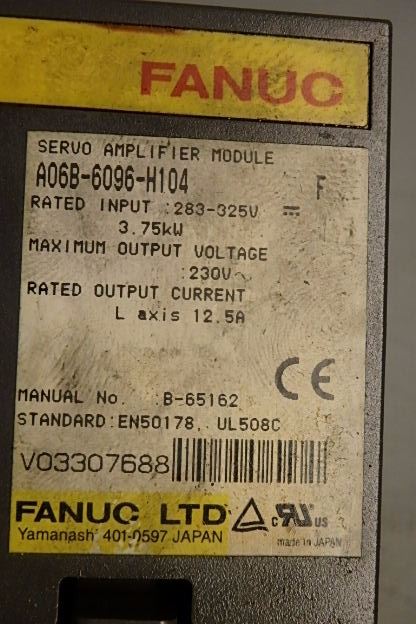 FANUC
SERVO AMPLIFIER MODULE
A06B-6096-H104 F
RATED INPUT :283-325V
3.75kW
MAXIMUM OUTPUT VOLTAGE
:230V~
RATED OUTPUT CURRENT
L axis 12.5A
CE
MANUAL No. :B-65162
STANDARD:EN50178, UL508C
V03307688
FANUC LTD
Yamanashi 401-0597 JAPAN
c RU US
made in JAPAN